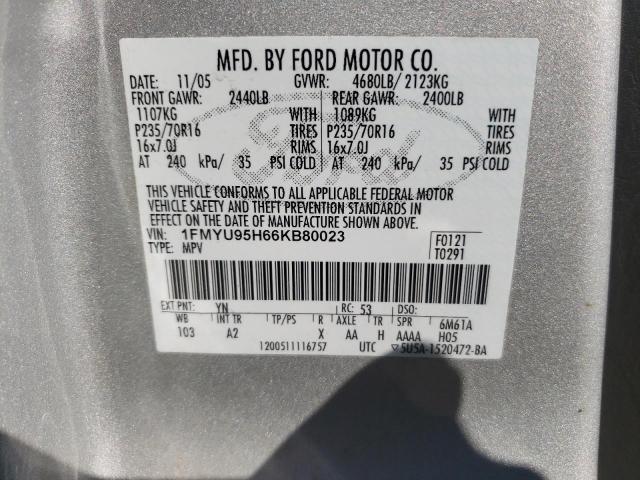 MFD. BY FORD MOTOR CO.
DATE: 11/05 GVWR: 4680LB/ 2123KG
FRONT GAWR: 2440LB REAR GAWR: 2400LB
1107KG WITH 1089KG WITH
P235/70R16 TIRES P235/70R16 TIRES
16x7.0J RIMS 16x7.0J RIMS
AT 240 kPa/ 35 PSI COLD AT 240 kPa/ 35 PSI COLD
THIS VEHICLE CONFORMS TO ALL APPLICABLE FEDERAL MOTOR
VEHICLE SAFETY AND THEFT PREVENTION STANDARDS IN
EFFECT ON THE DATE OF MANUFACTURE SHOWN ABOVE.
VIN: 1FMYU95H66KB80023
TYPE: MPV
F0121
T0291
Ford
EXT PNT: YN RC: 53 DSO:
WB INT TR TP/PS R AXLE TR SPR 6M61A
103 A2 X AA H AAAA H05
1200511116757 UTC ▽5U5A-1520472-BA